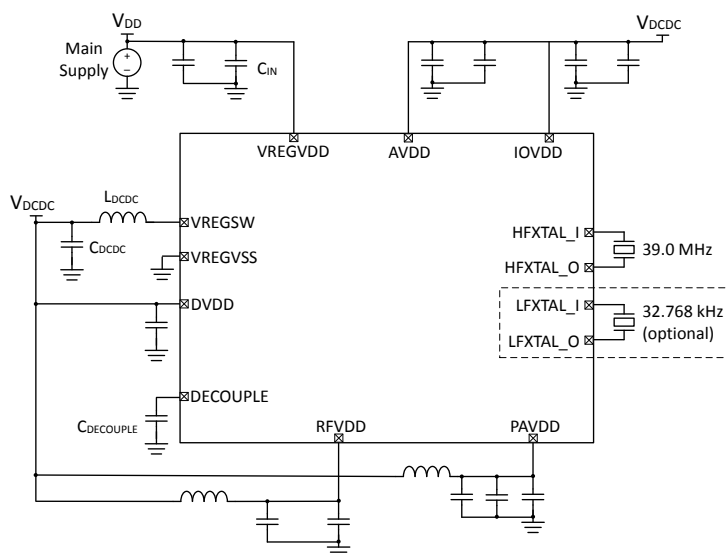 VDD
VDCDC
Main
Supply
+
−
CIN
VREGVDD
AVDD
IOVDD
VDCDC
LDCDC
VREGSW
HFXTAL_I
CDCDC
39.0 MHz
VREGVSS
HFXTAL_O
DVDD
LFXTAL_I
32.768 kHz
(optional)
LFXTAL_O
DECOUPLE
CDECOUPLE
RFVDD
PAVDD